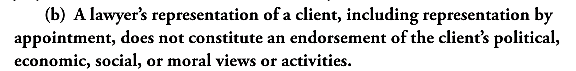 (b) A lawyer's representation of a client, including representation by
appointment, does not constitute an endorsement of the client's political,
economic, social, or moral views or activities.